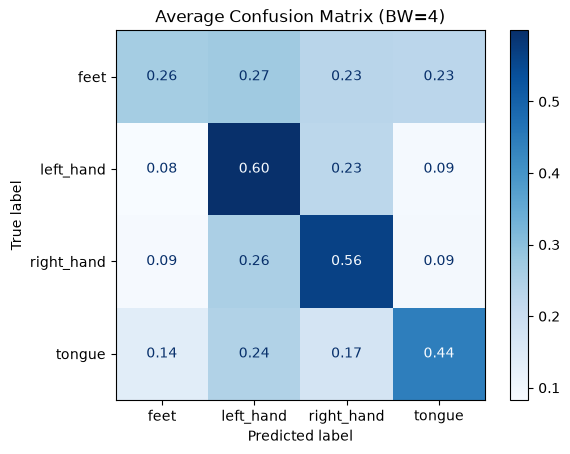 Average Confusion Matrix (BW=4)
feet 0.26 0.27 0.23 0.23
left_hand 0.08 0.60 0.23 0.09
right_hand 0.09 0.26 0.56 0.09
tongue 0.14 0.24 0.17 0.44
feet left_hand right_hand tongue
Predicted label
True label
0.5
0.4
0.3
0.2
0.1